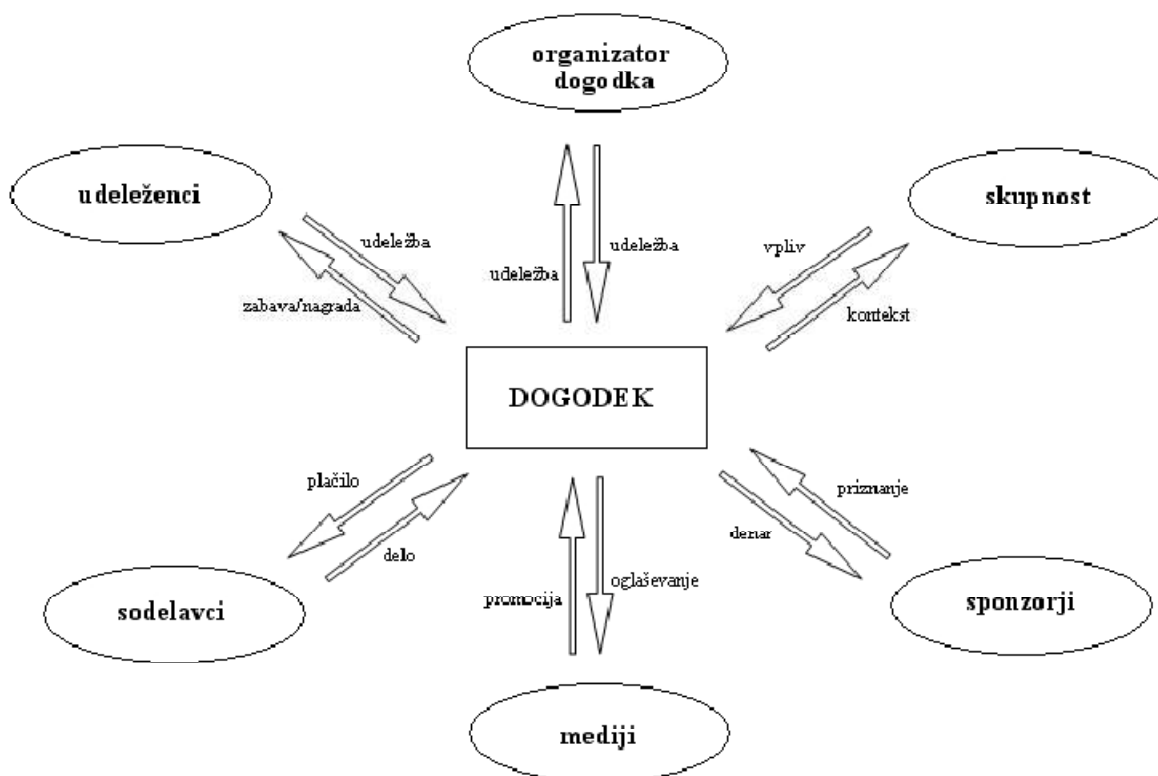 organizator
dogodka
udeleženci
skupnost
udeležba
udeležba
vpliv
udeležba
zabava/nagrada
kontekst
DOGODEK
plačilo
priznanje
delo
denar
oglaševanje
promocija
sodelavci
sponzorji
mediji